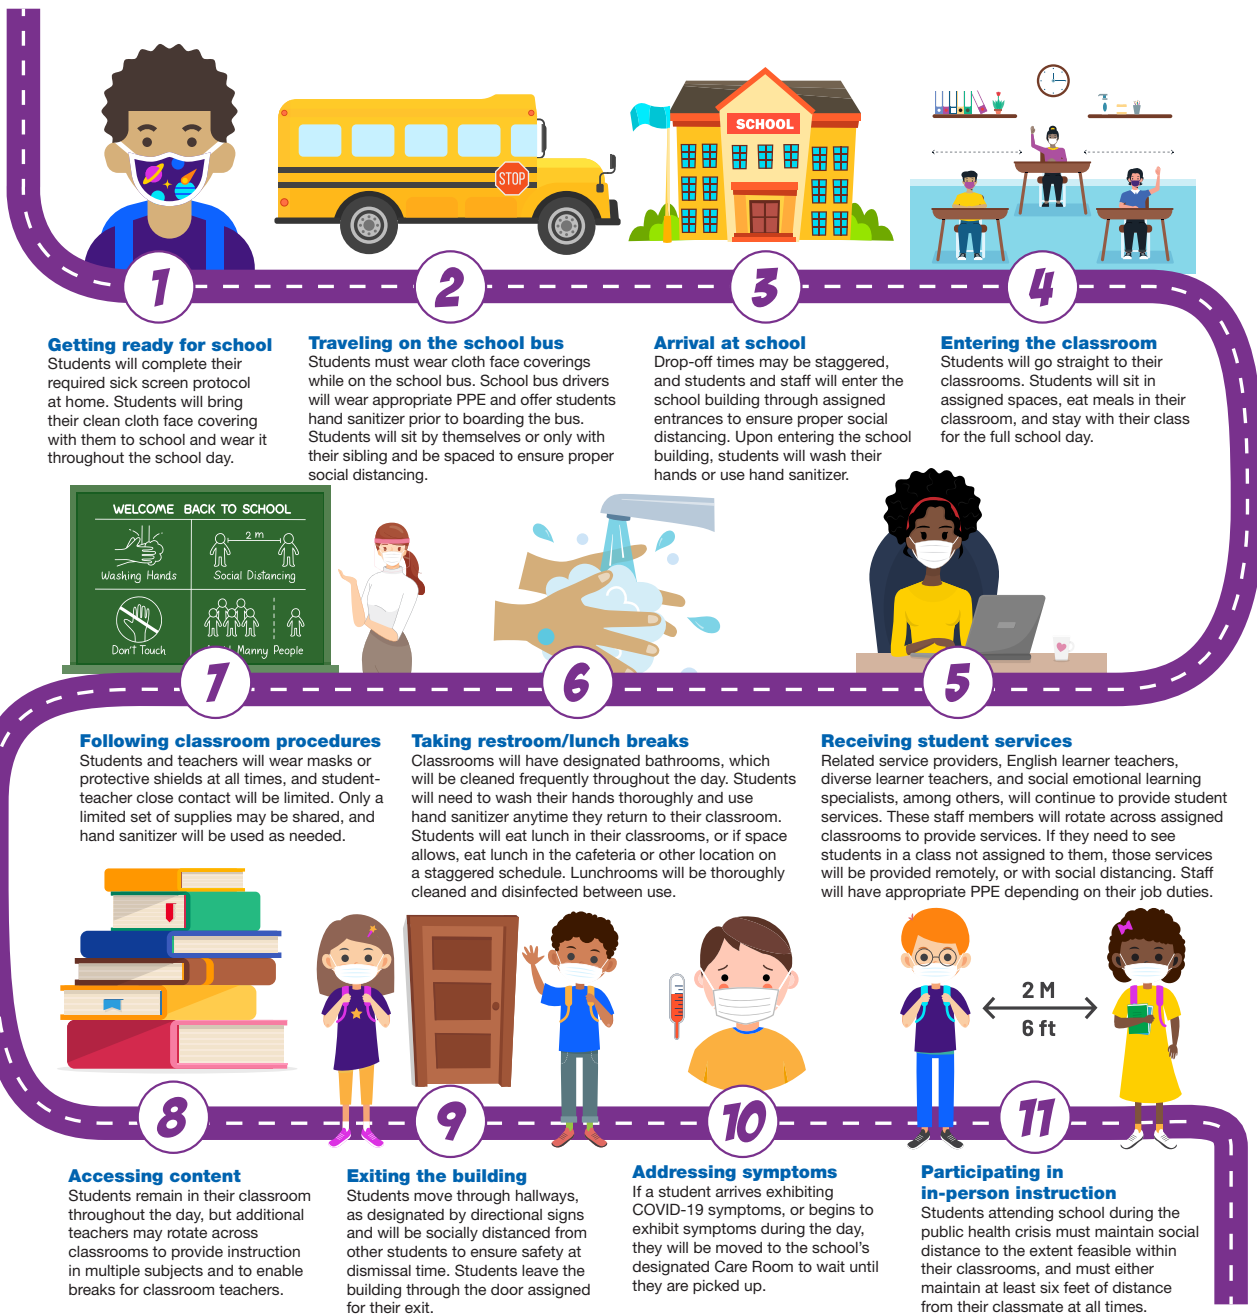 SCHOOL
STOP
1
2
3
4
Getting ready for school
Students will complete their
required sick screen protocol
at home. Students will bring
their clean cloth face covering
with them to school and wear it
throughout the school day.
Traveling on the school bus
Students must wear cloth face coverings
while on the school bus. School bus drivers
will wear appropriate PPE and offer students
hand sanitizer prior to boarding the bus.
Students will sit by themselves or only with
their sibling and be spaced to ensure proper
social distancing.
Arrival at school
Drop-off times may be staggered,
and students and staff will enter the
school building through assigned
entrances to ensure proper social
distancing. Upon entering the school
building, students will wash their
hands or use hand sanitizer.
Entering the classroom
Students will go straight to their
classrooms. Students will sit in
assigned spaces, eat meals in their
classroom, and stay with their class
for the full school day.
WELCOME BACK TO SCHOOL
2 m
Washing Hands
Social Distancing
Don't Touch
Manny People
7
6
5
Following classroom procedures
Students and teachers will wear masks or
protective shields at all times, and student-
teacher close contact will be limited. Only a
limited set of supplies may be shared, and
hand sanitizer will be used as needed.
Taking restroom/lunch breaks
Classrooms will have designated bathrooms, which
will be cleaned frequently throughout the day. Students
will need to wash their hands thoroughly and use
hand sanitizer anytime they return to their classroom.
Students will eat lunch in their classrooms, or if space
allows, eat lunch in the cafeteria or other location on
a staggered schedule. Lunchrooms will be thoroughly
cleaned and disinfected between use.
Receiving student services
Related service providers, English learner teachers,
diverse learner teachers, and social emotional learning
specialists, among others, will continue to provide student
services. These staff members will rotate across assigned
classrooms to provide services. If they need to see
students in a class not assigned to them, those services
will be provided remotely, or with social distancing. Staff
will have appropriate PPE depending on their job duties.
2 M
6 ft
8
9
10
11
Accessing content
Students remain in their classroom
throughout the day, but additional
teachers may rotate across
classrooms to provide instruction
in multiple subjects and to enable
breaks for classroom teachers.
Exiting the building
Students move through hallways,
as designated by directional signs
and will be socially distanced from
other students to ensure safety at
dismissal time. Students leave the
building through the door assigned
for their exit.
Addressing symptoms
If a student arrives exhibiting
COVID-19 symptoms, or begins to
exhibit symptoms during the day,
they will be moved to the school's
designated Care Room to wait until
they are picked up.
Participating in
in-person instruction
Students attending school during the
public health crisis must maintain social
distance to the extent feasible within
their classrooms, and must either
maintain at least six feet of distance
from their classmate at all times.